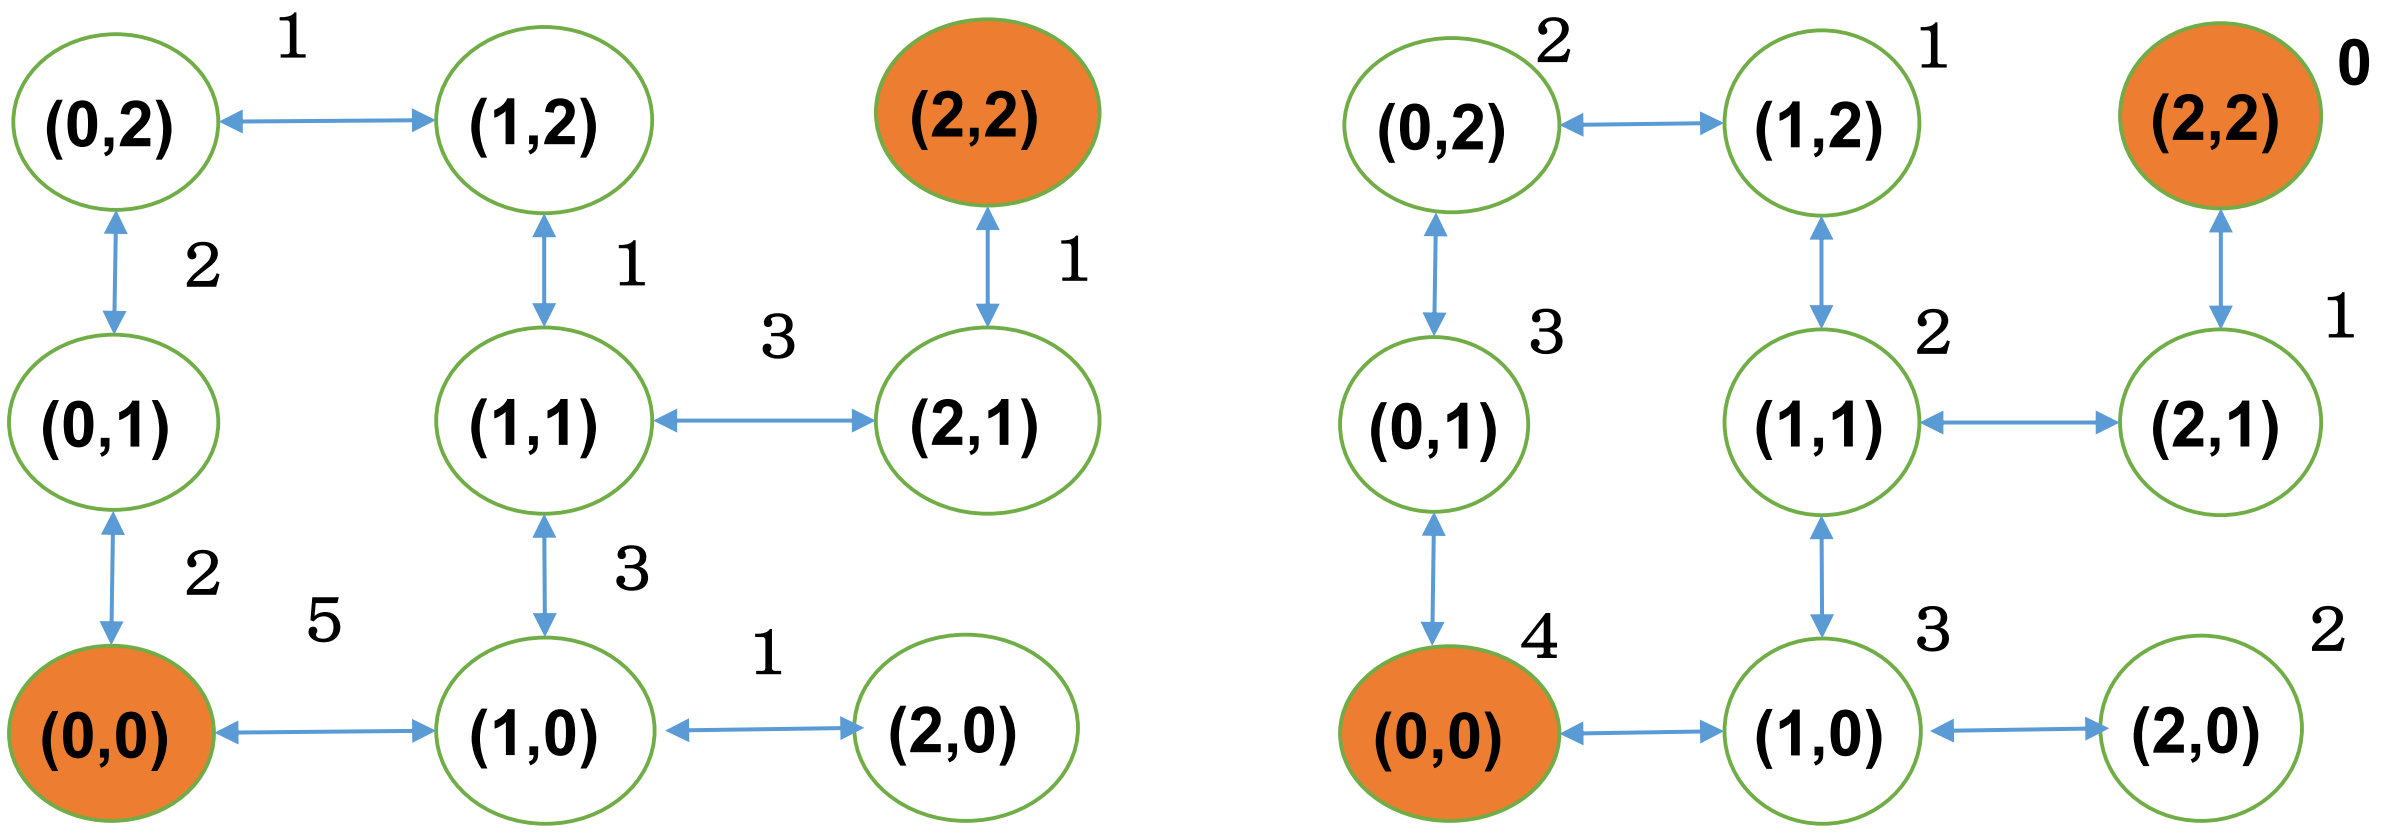 1
(0,2) (1,2) (2,2)
2 1 1
3
(0,1) (1,1) (2,1)
2 3
5 1
(0,0) (1,0) (2,0)
2 1 0
(0,2) (1,2) (2,2)
3 2 1
(0,1) (1,1) (2,1)
4 3 2
(0,0) (1,0) (2,0)